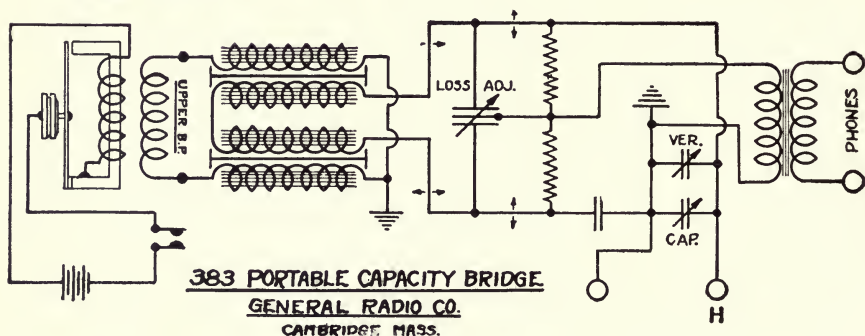 UPPER B.P.
LOSS ADJ.
VER.
CAP.
PHONES
H
383 PORTABLE CAPACITY BRIDGE
GENERAL RADIO CO.
CAMBRIDGE MASS.